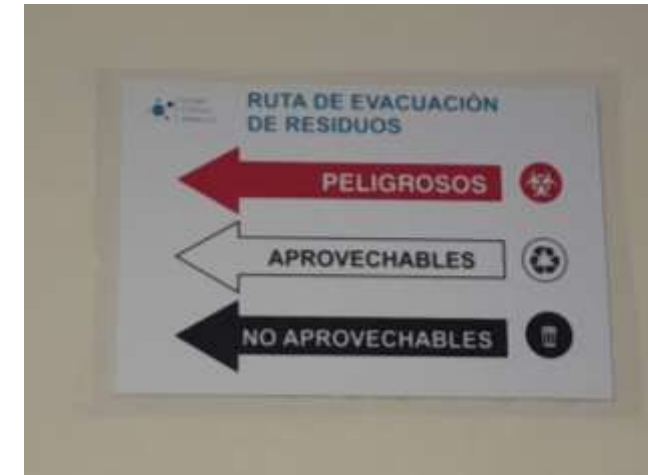 RUTA DE EVACUACIÓN
DE RESIDUOS
PELIGROSOS
APROVECHABLES
NO APROVECHABLES